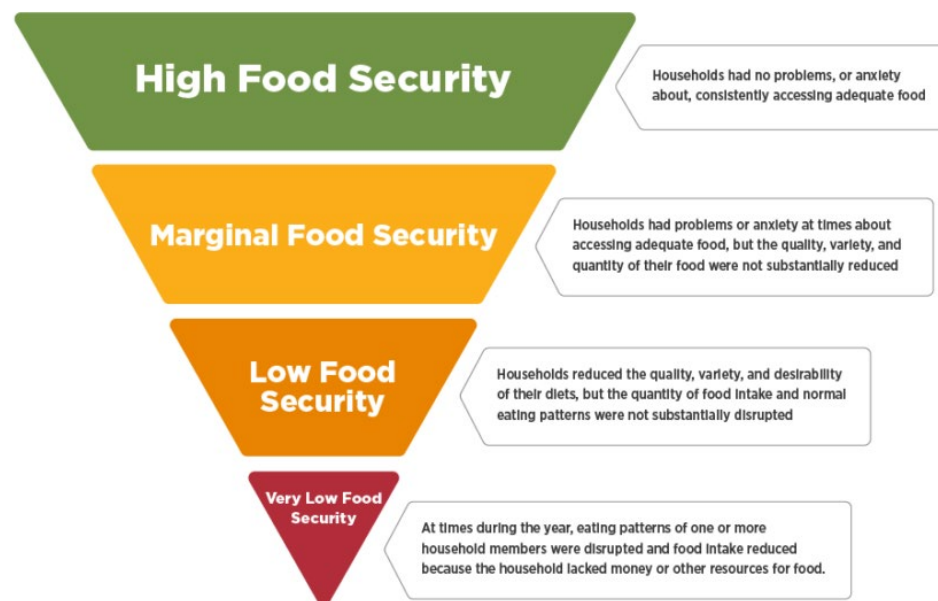 High Food Security
Households had no problems, or anxiety
about, consistently accessing adequate food
Marginal Food Security
Households had problems or anxiety at times about
accessing adequate food, but the quality, variety, and
quantity of their food were not substantially reduced
Low Food
Security
Households reduced the quality, variety, and desirability
of their diets, but the quantity of food intake and normal
eating patterns were not substantially disrupted
Very Low Food
Security
At times during the year, eating patterns of one or more
household members were disrupted and food intake reduced
because the household lacked money or other resources for food.